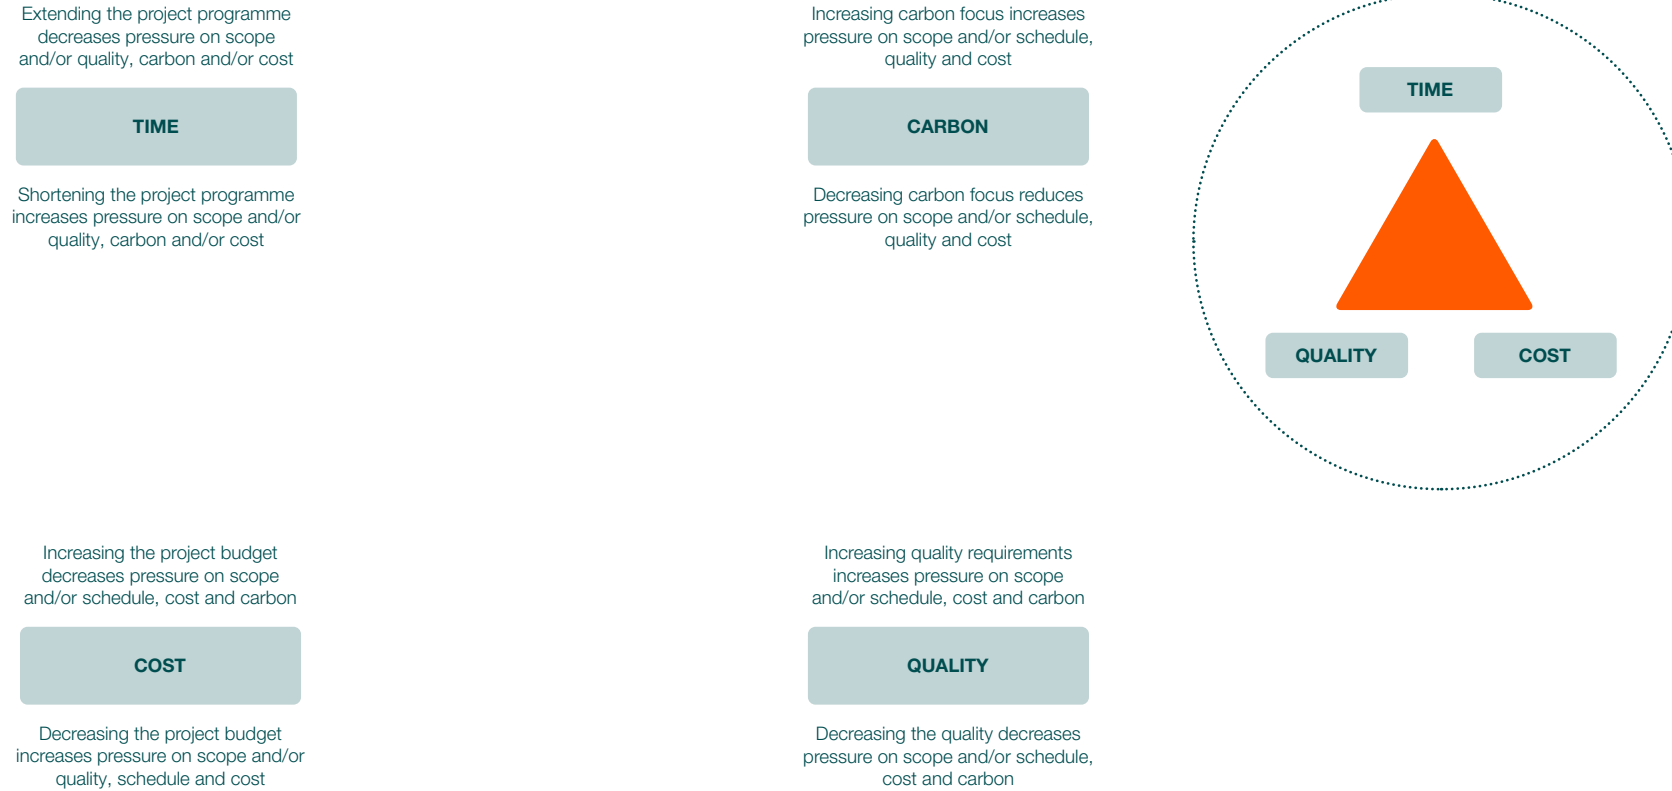 Extending the project programme
decreases pressure on scope
and/or quality, carbon and/or cost
TIME
Shortening the project programme
increases pressure on scope and/or
quality, carbon and/or cost
Increasing carbon focus increases
pressure on scope and/or schedule,
quality and cost
CARBON
Decreasing carbon focus reduces
pressure on scope and/or schedule,
quality and cost
TIME
QUALITY
COST
Increasing the project budget
decreases pressure on scope
and/or schedule, cost and carbon
COST
Decreasing the project budget
increases pressure on scope and/or
quality, schedule and cost
Increasing quality requirements
increases pressure on scope
and/or schedule, cost and carbon
QUALITY
Decreasing the quality decreases
pressure on scope and/or schedule,
cost and carbon